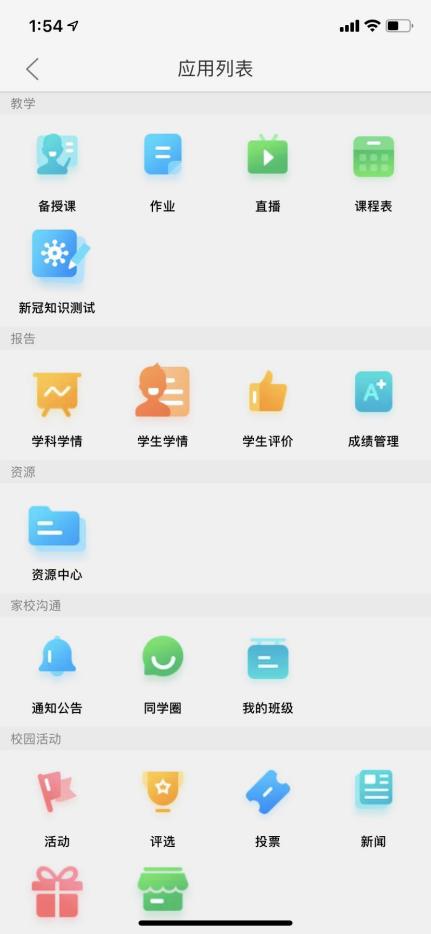 1:54
应用列表
教学
备授课 作业 直播 课程表
新冠知识测试
报告
学科学情 学生学情 学生评价 成绩管理
A+
资源
资源中心
家校沟通
通知公告 同学圈 我的班级
校园活动
活动 评选 投票 新闻